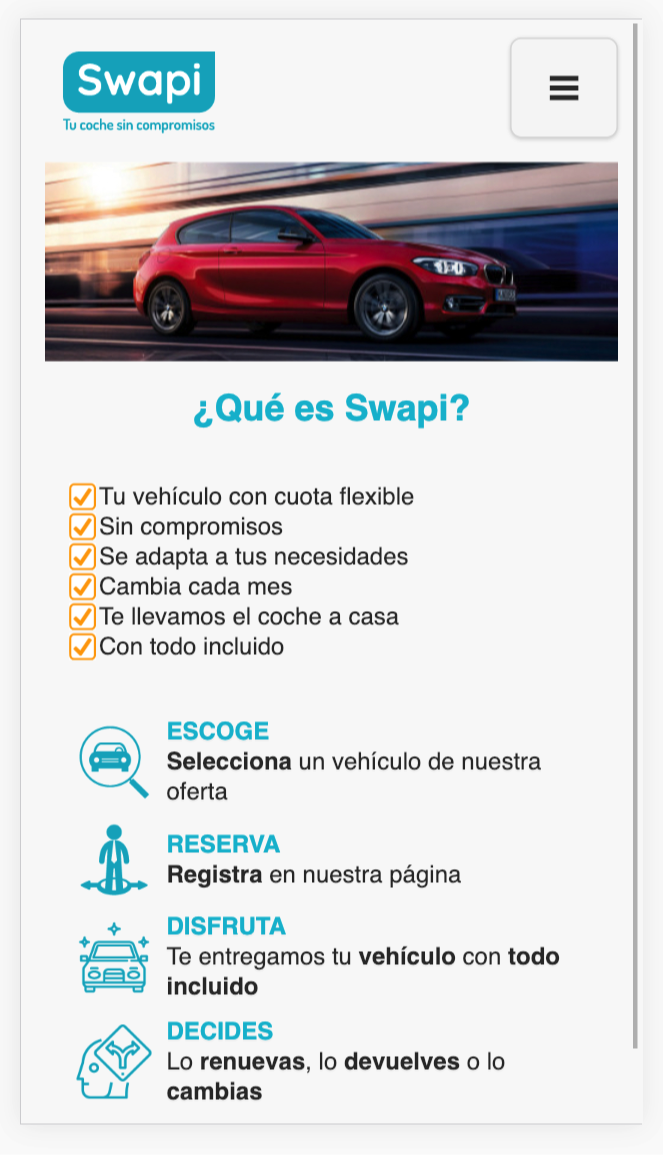 Swapi
Tu coche sin compromisos
¿Qué es Swapi?
Tu vehículo con cuota flexible
Sin compromisos
Se adapta a tus necesidades
Cambia cada mes
Te llevamos el coche a casa
Con todo incluido
ESCOGE
Selecciona un vehículo de nuestra
oferta
RESERVA
Registra en nuestra página
DISFRUTA
Te entregamos tu vehículo con todo
incluido
DECIDES
Lo renuevas, lo devuelves o lo
cambias